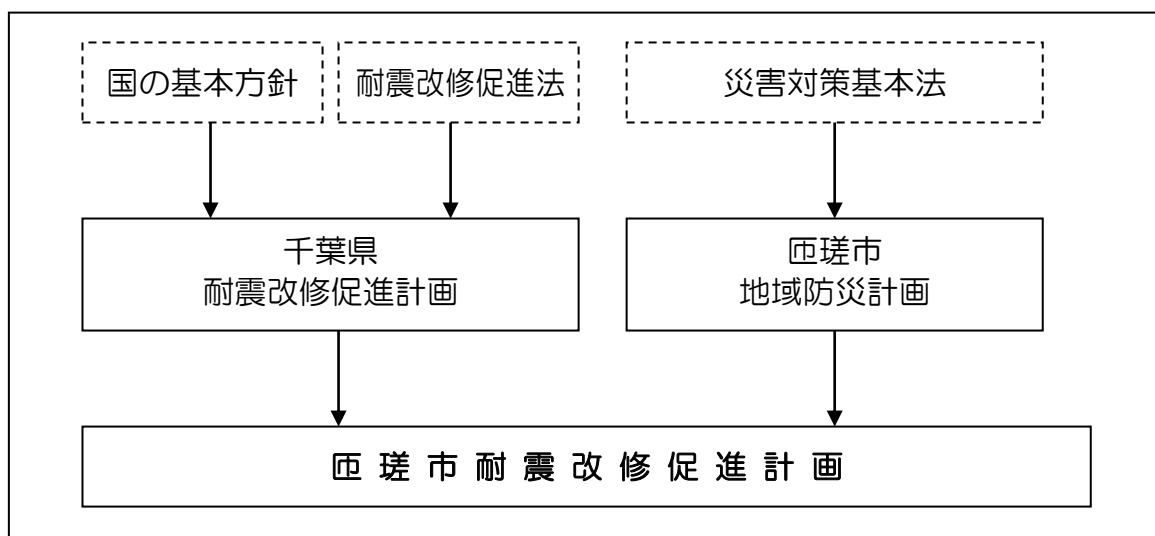 国の基本方針
耐震改修促進法
災害対策基本法
千葉県
耐震改修促進計画
匝瑳市
地域防災計画
匝瑳市耐震改修促進計画